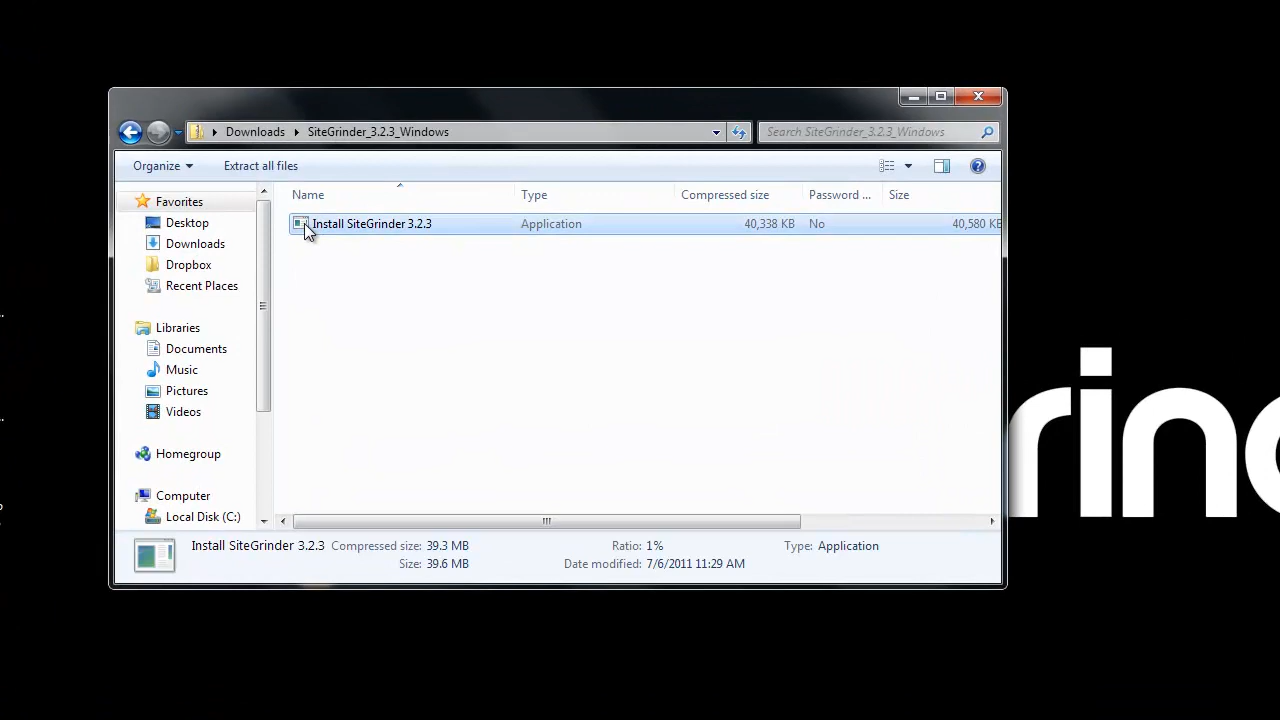 Downloads SiteGrinder_3.2.3_Windows Search SiteGrinder_3.2.3_Windows
Organize Extract all files
Name Type Compressed size Password ... Size
Install SiteGrinder 3.2.3 Application 40,338 KB No 40,580 KB
Favorites
Desktop
Downloads
Dropbox
Recent Places
Libraries
Documents
Music
Pictures
Videos
Homegroup
Computer
Local Disk (C:)
Install SiteGrinder 3.2.3 Compressed size: 39.3 MB Ratio: 1% Type: Application
Size: 39.6 MB Date modified: 7/6/2011 11:29 AM
rin